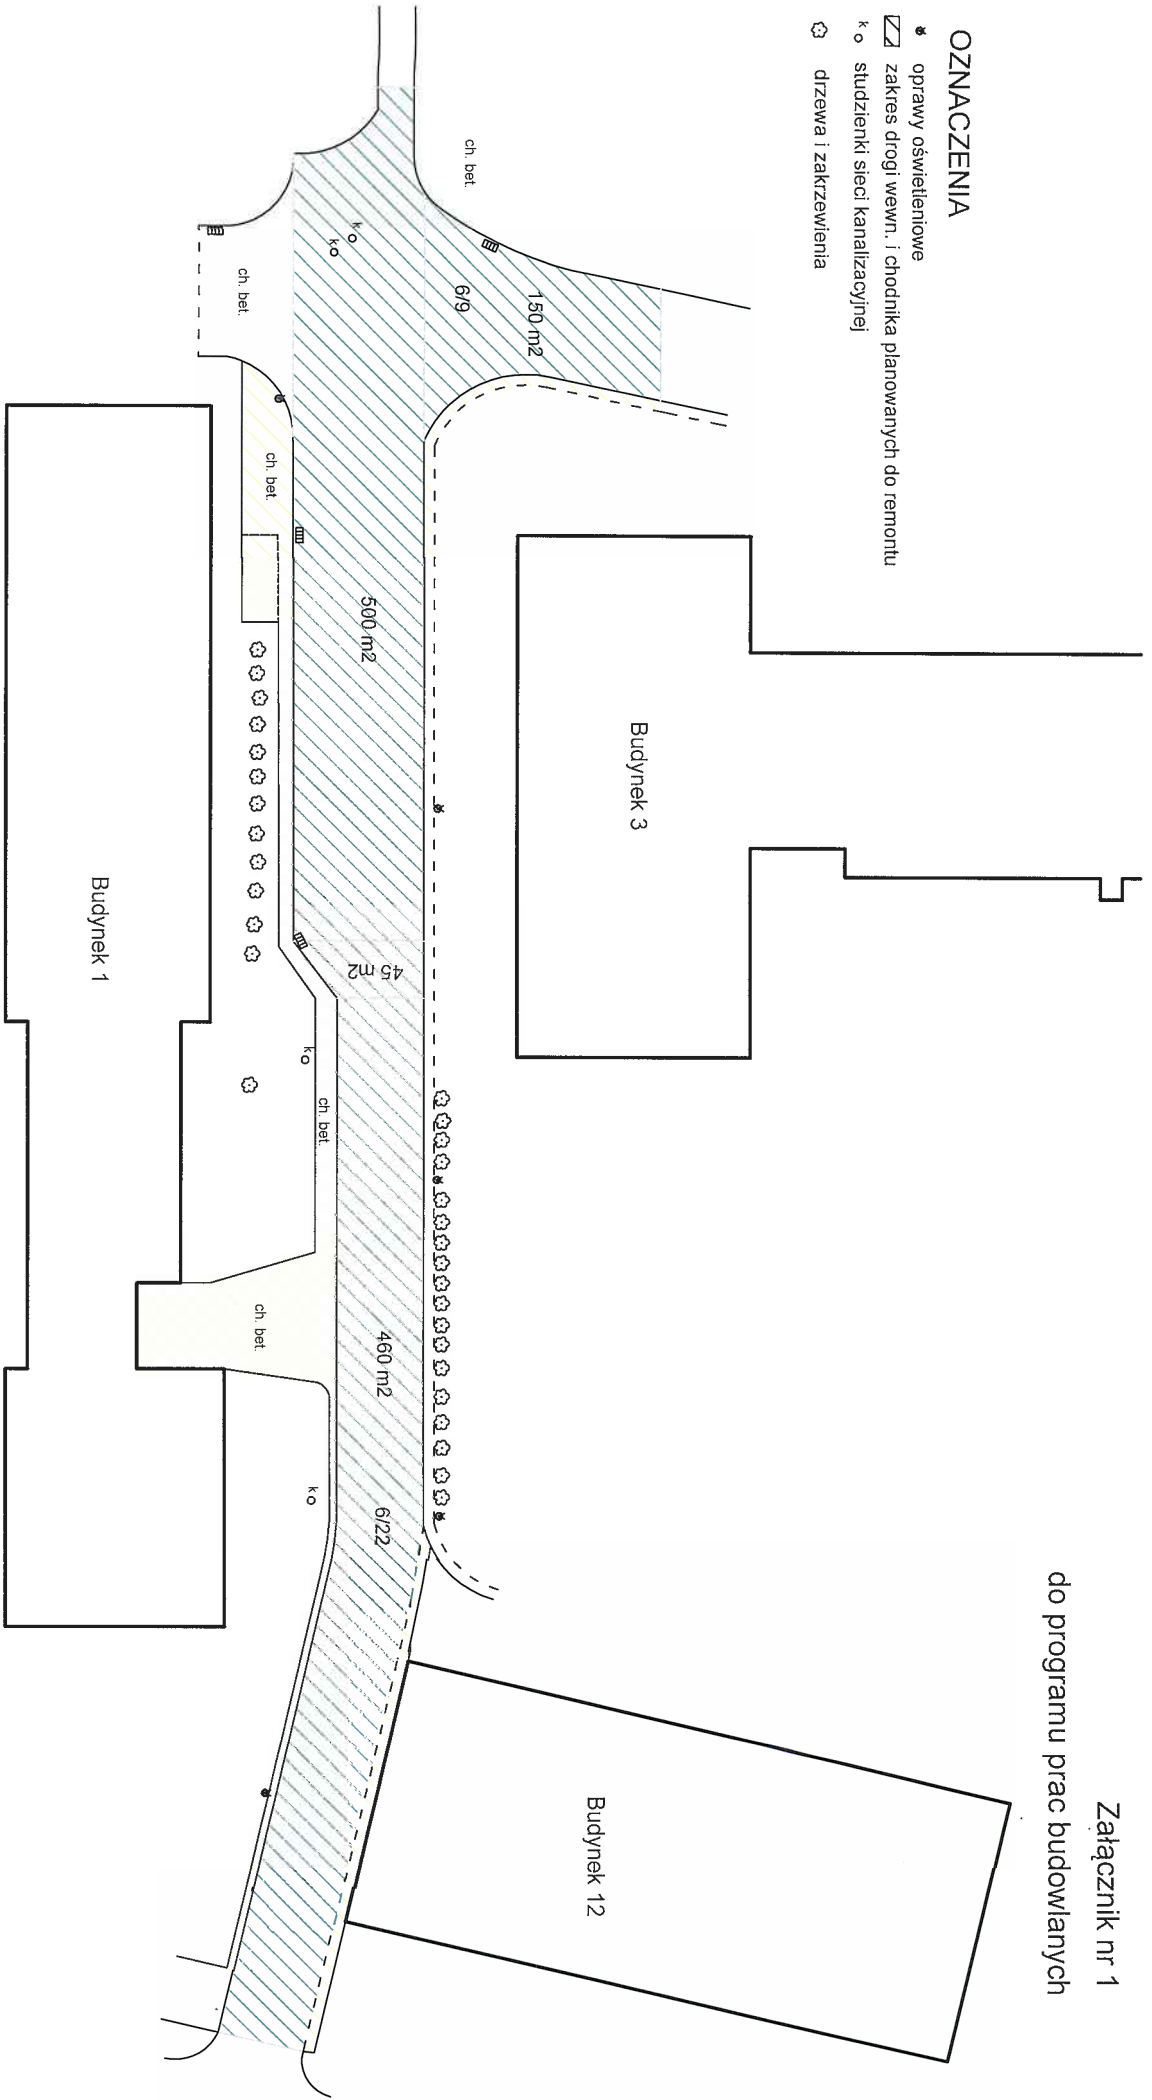 Załącznik nr 1
do programu prac budowlanych
OZNACZENIA
oprawy oświetleniowe
zakres drogi wewn. i chodnika planowanych do remontu
k studzienki sieci kanalizacyjnej
drzewa i zakrzewienia
ch. bet.
150 m2
6/9
k
k
ch. bet.
ch. bet.
500 m2
Budynek 3
Budynek 1
45 m2
k
ch. bet.
ch. bet.
460 m2
k
6/22
Budynek 12